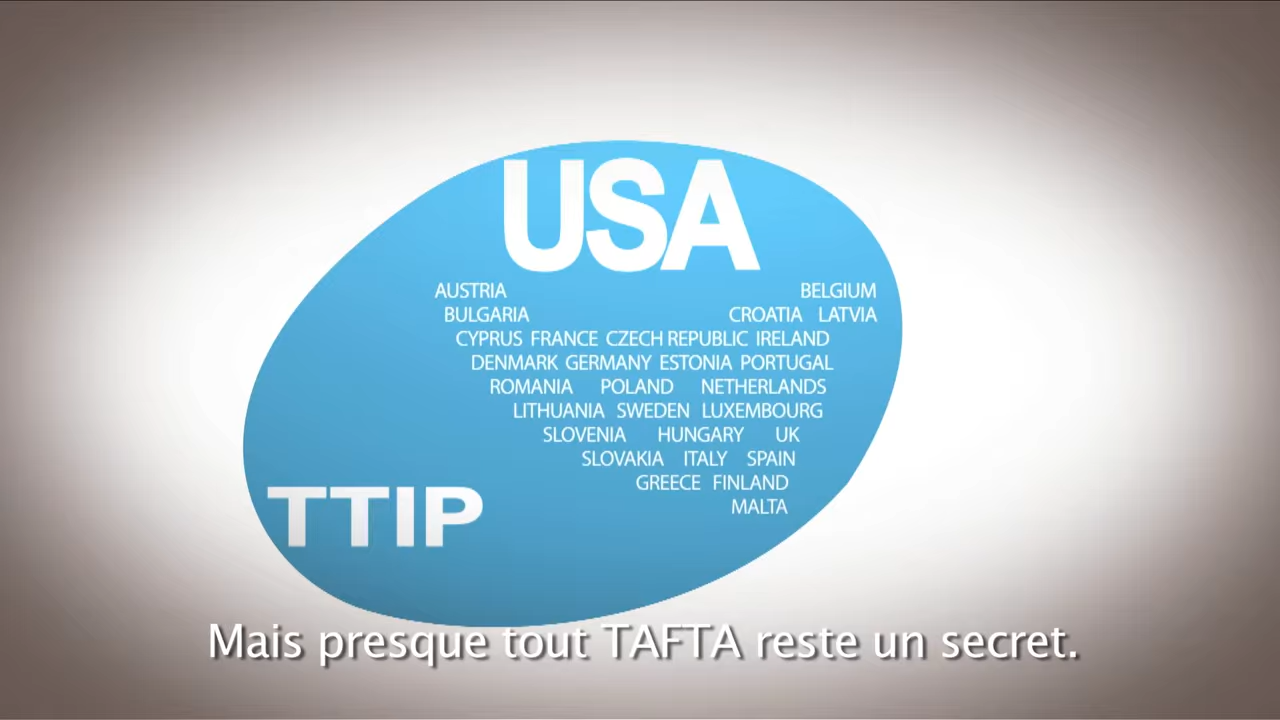 USA
AUSTRIA BELGIUM
BULGARIA CROATIA LATVIA
CYPRUS FRANCE CZECH REPUBLIC IRELAND
DENMARK GERMANY ESTONIA PORTUGAL
ROMANIA POLAND NETHERLANDS
LITHUANIA SWEDEN LUXEMBOURG
SLOVENIA HUNGARY UK
SLOVAKIA ITALY SPAIN
GREECE FINLAND
MALTA
TTIP
Mais presque tout TAFTA reste un secret.